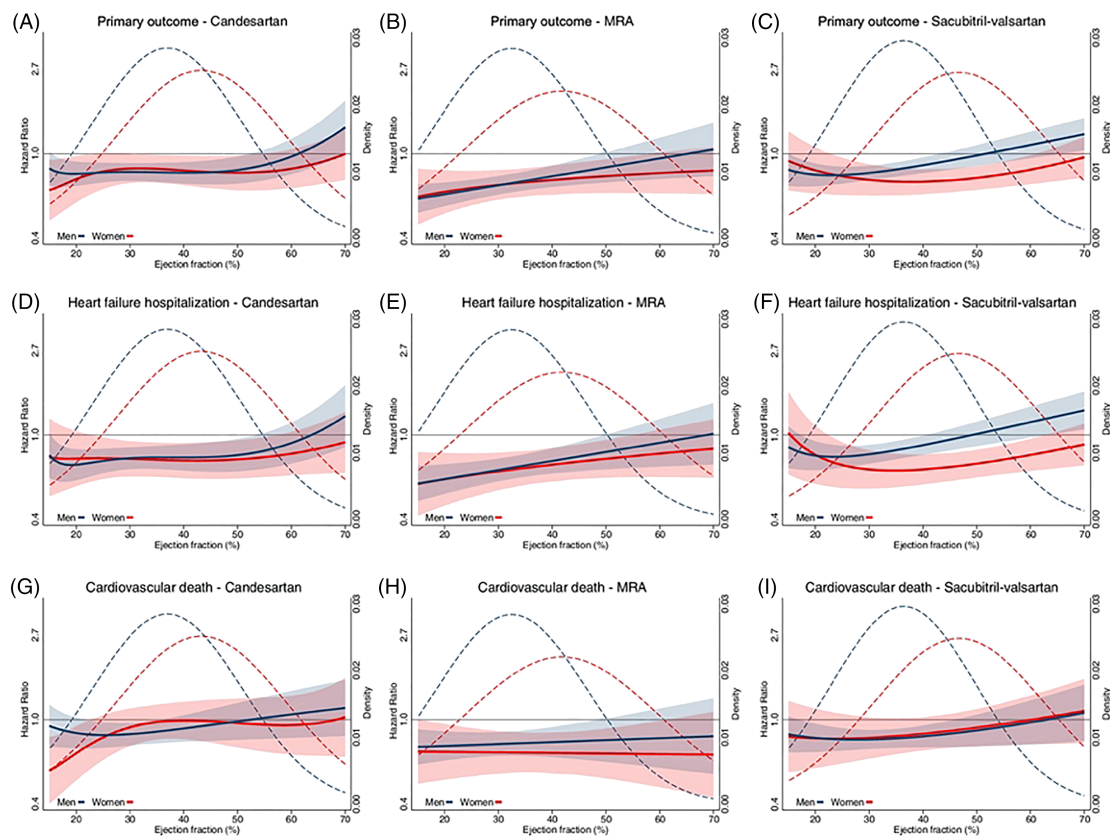 (A) Primary outcome - Candesartan
Hazard Ratio
2.7
1.0
0.4
Density
0.03
0.02
0.01
0.00
Men Women
20 30 40 50 60 70
Ejection fraction (%)
(B) Primary outcome - MRA
Hazard Ratio
2.7
1.0
0.4
Density
0.03
0.02
0.01
0.00
Men Women
20 30 40 50 60 70
Ejection fraction (%)
(C) Primary outcome - Sacubitril-valsartan
Hazard Ratio
2.7
1.0
0.4
Density
0.03
0.02
0.01
0.00
Men Women
20 30 40 50 60 70
Ejection fraction (%)
(D) Heart failure hospitalization - Candesartan
Hazard Ratio
2.7
1.0
0.4
Density
0.03
0.02
0.01
0.00
Men Women
20 30 40 50 60 70
Ejection fraction (%)
(E) Heart failure hospitalization - MRA
Hazard Ratio
2.7
1.0
0.4
Density
0.03
0.02
0.01
0.00
Men Women
20 30 40 50 60 70
Ejection fraction (%)
(F) Heart failure hospitalization - Sacubitril-valsartan
Hazard Ratio
2.7
1.0
0.4
Density
0.03
0.02
0.01
0.00
Men Women
20 30 40 50 60 70
Ejection fraction (%)
(G) Cardiovascular death - Candesartan
Hazard Ratio
2.7
1.0
0.4
Density
0.03
0.02
0.01
0.00
Men Women
20 30 40 50 60 70
Ejection fraction (%)
(H) Cardiovascular death - MRA
Hazard Ratio
2.7
1.0
0.4
Density
0.03
0.02
0.01
0.00
Men Women
20 30 40 50 60 70
Ejection fraction (%)
(I) Cardiovascular death - Sacubitril-valsartan
Hazard Ratio
2.7
1.0
0.4
Density
0.03
0.02
0.01
0.00
Men Women
20 30 40 50 60 70
Ejection fraction (%)